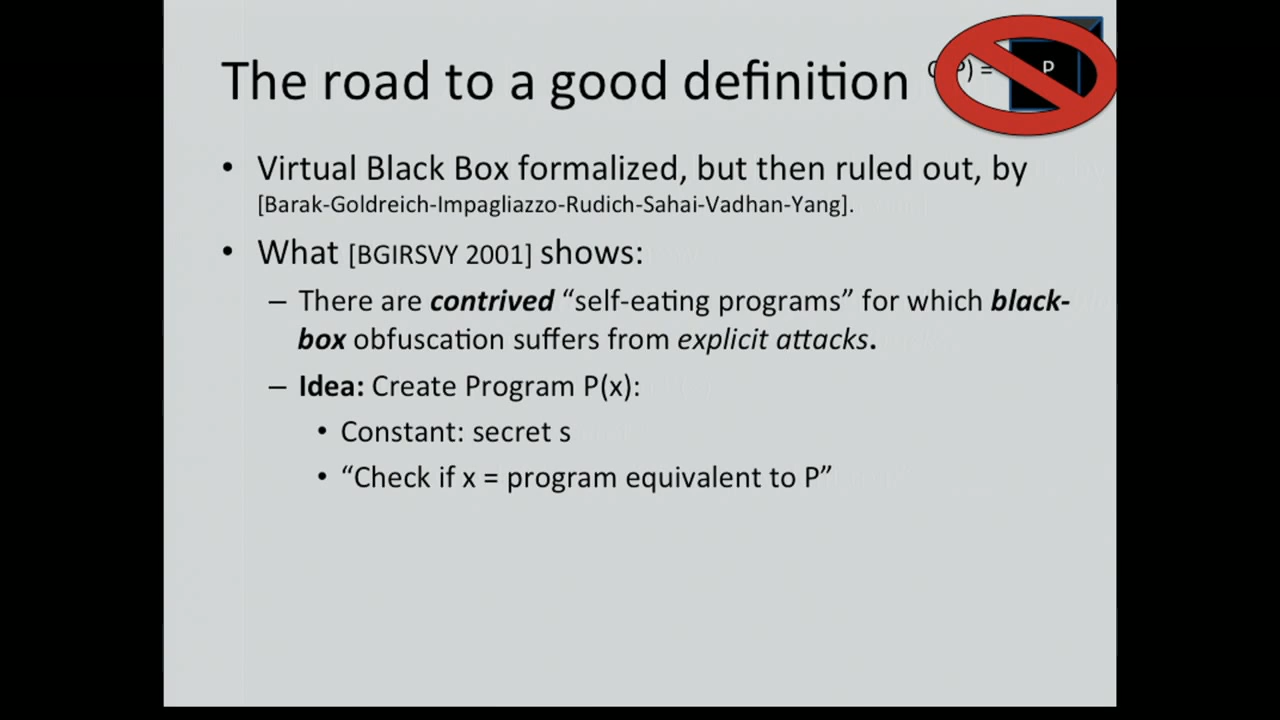 The road to a good definition
P
• Virtual Black Box formalized, but then ruled out, by
[Barak-Goldreich-Impagliazzo-Rudich-Sahai-Vadhan-Yang].
• What [BGIRSVY 2001] shows:
– There are contrived “self-eating programs” for which black-
box obfuscation suffers from explicit attacks.
– Idea: Create Program P(x):
• Constant: secret s
• “Check if x = program equivalent to P”